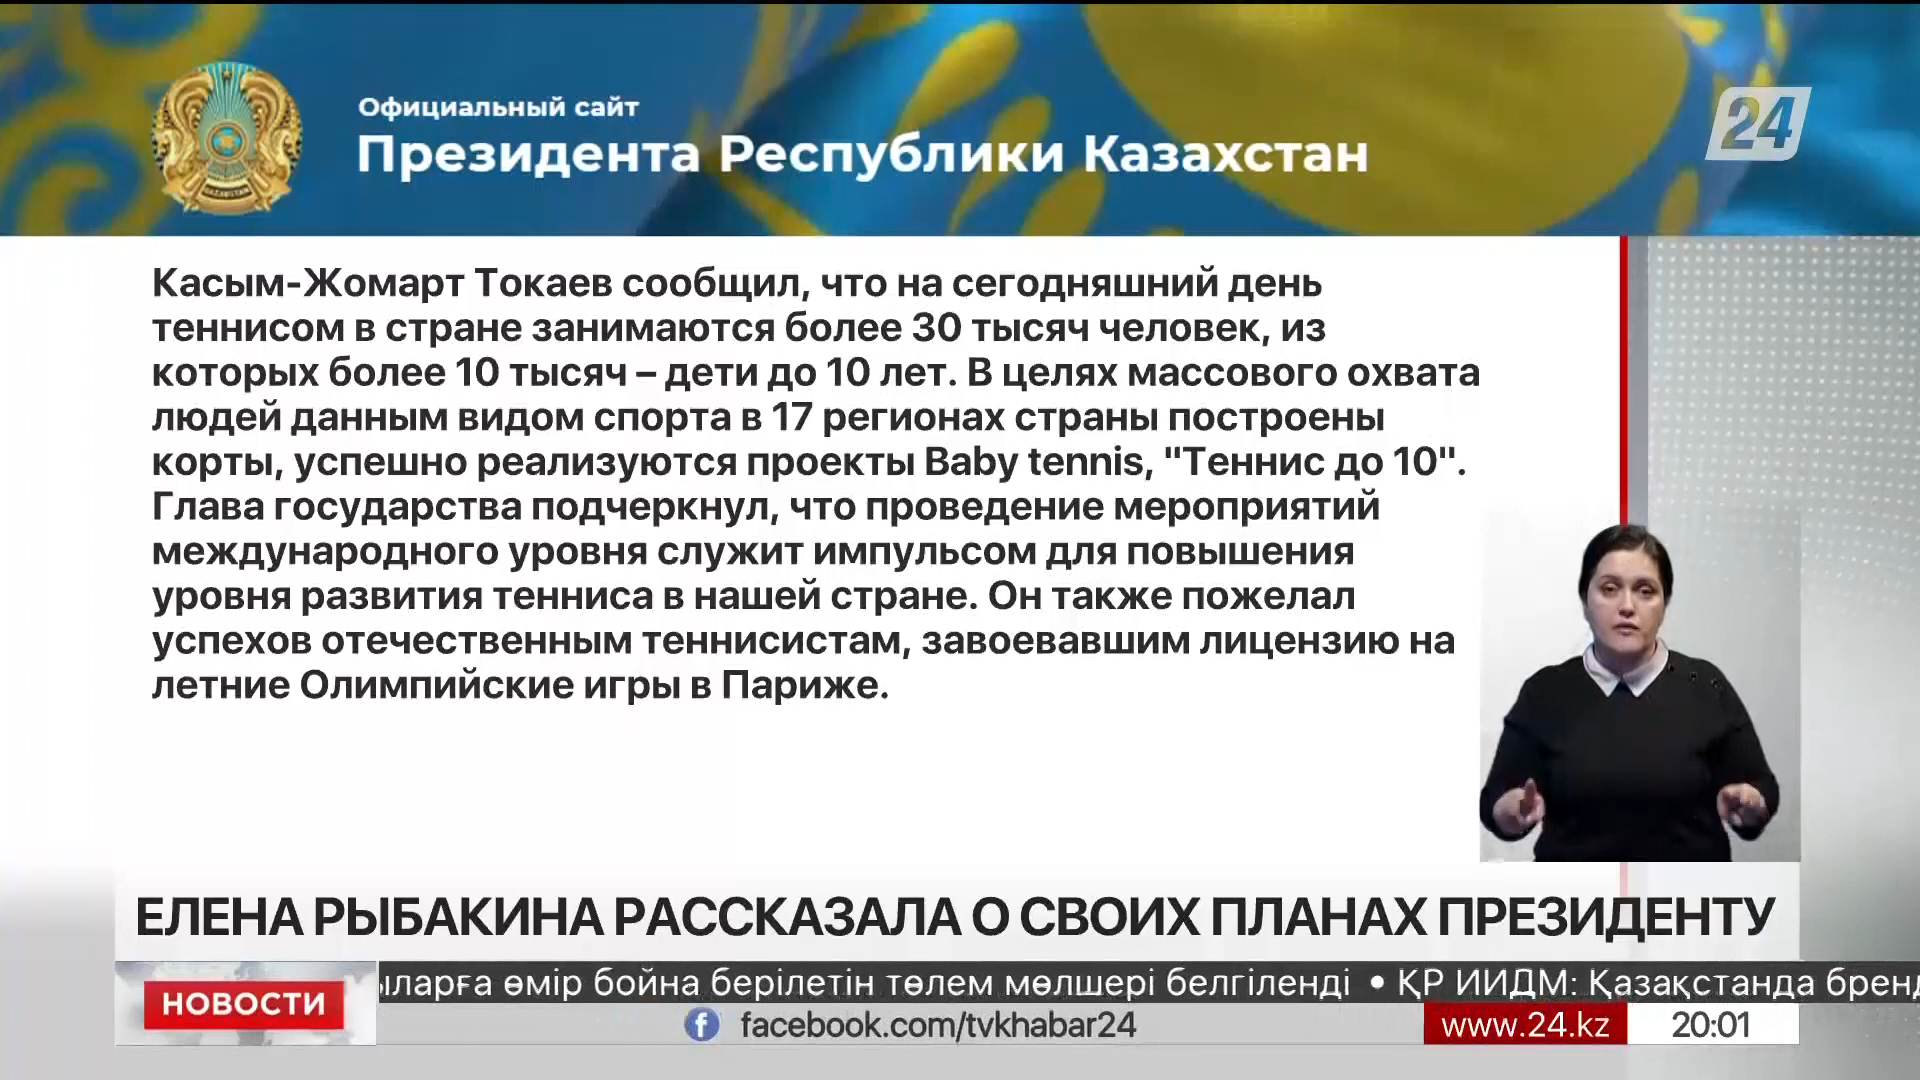 Официальный сайт
Президента Республики Казахстан
24
Касым-Жомарт Токаев сообщил, что на сегодняшний день
теннисом в стране занимаются более 30 тысяч человек, из
которых более 10 тысяч – дети до 10 лет. В целях массового охвата
людей данным видом спорта в 17 регионах страны построены
корты, успешно реализуются проекты Baby tennis, "Теннис до 10".
Глава государства подчеркнул, что проведение мероприятий
международного уровня служит импульсом для повышения
уровня развития тенниса в нашей стране. Он также пожелал
успехов отечественным теннисистам, завоевавшим лицензию на
летние Олимпийские игры в Париже.
ЕЛЕНА РЫБАКИНА РАССКАЗАЛА О СВОИХ ПЛАНАХ ПРЕЗИДЕНТУ
НОВОСТИ
ыларға өмір бойна берілетін төлем мөлшері белгіленді • ҚР ИИДМ: Қазақстанда бренд
facebook.com/tvkhabar24
www.24.kz
20:01